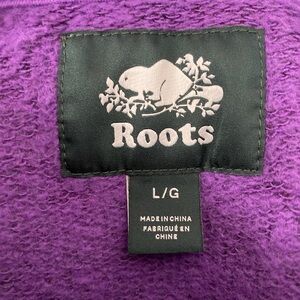 Roots
L/G
MADE IN CHINA
FABRIQUÉ EN
CHINE